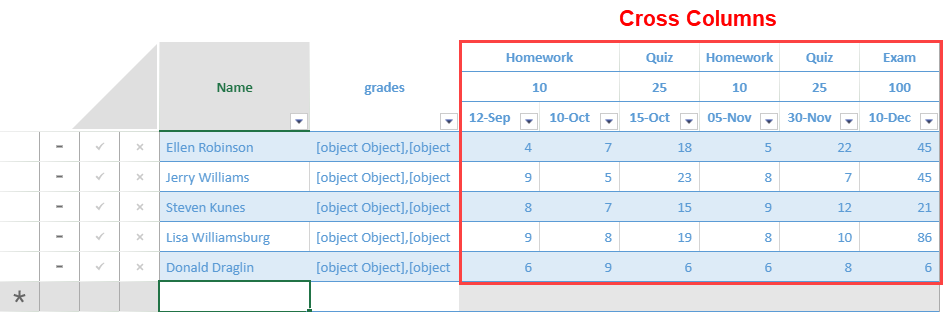 Cross Columns
Homework Quiz Homework Quiz Exam
Name grades 10 25 10 25 100
12-Sep 10-Oct 15-Oct 05-Nov 30-Nov 10-Dec
Ellen Robinson [object Object],[object 4 7 18 5 22 45
Jerry Williams [object Object],[object 9 5 23 8 7 45
Steven Kunes [object Object],[object 8 7 15 9 12 21
Lisa Williamsburg [object Object],[object 9 8 19 8 10 86
Donald Draglin [object Object],[object 6 9 6 6 8 6